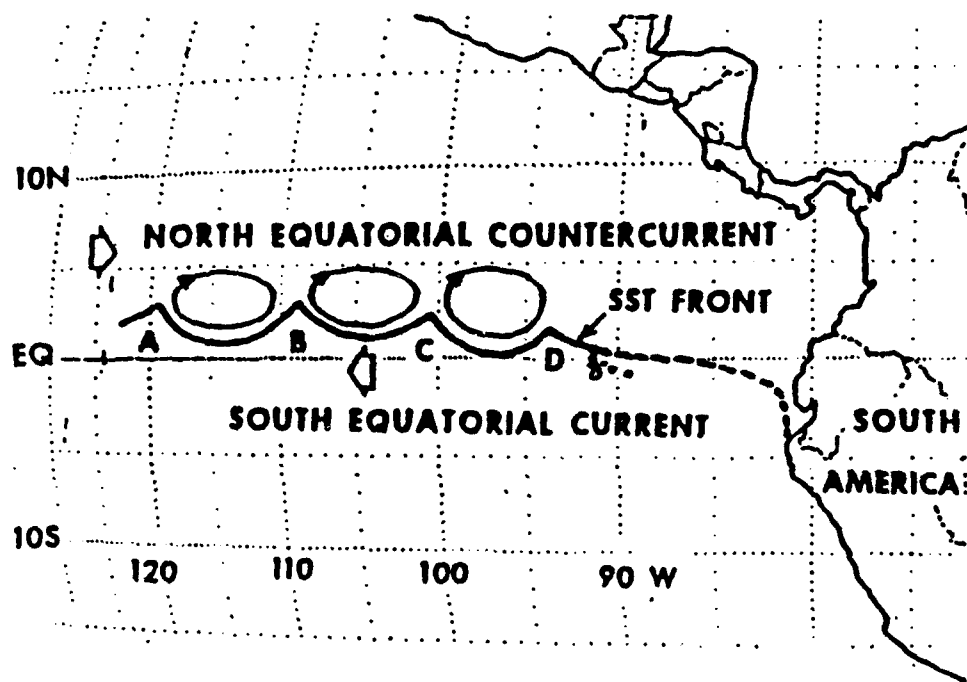 10N
NORTH EQUATORIAL COUNTERCURRENT
SST FRONT
A B C D
EQ
SOUTH EQUATORIAL CURRENT
SOUTH
AMERICA
10S
120 110 100 90 W